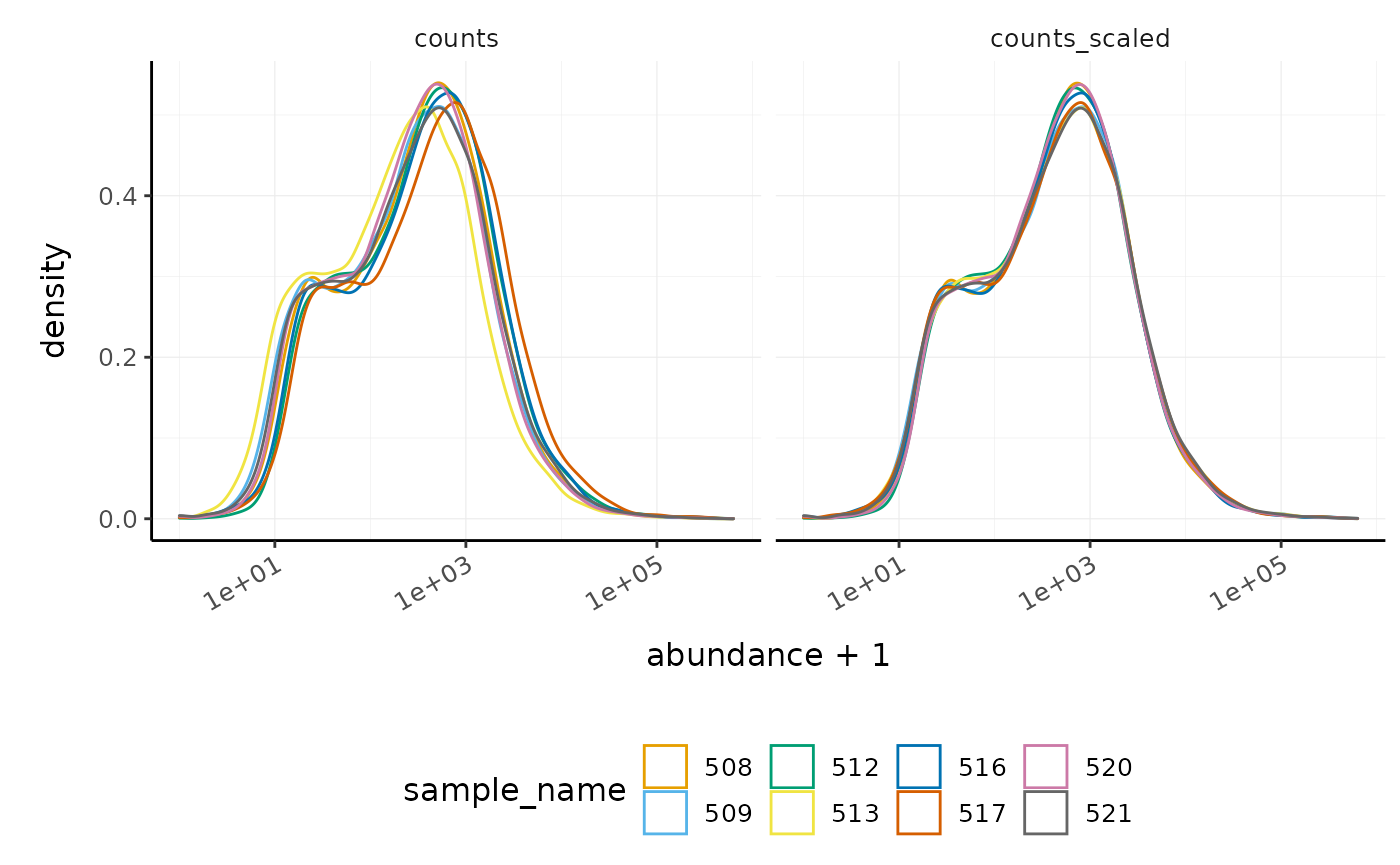 counts
counts_scaled
density
0.4
0.2
0.0
1e+01
1e+03
1e+05
1e+01
1e+03
1e+05
abundance + 1
sample_name
508
512
516
520
509
513
517
521